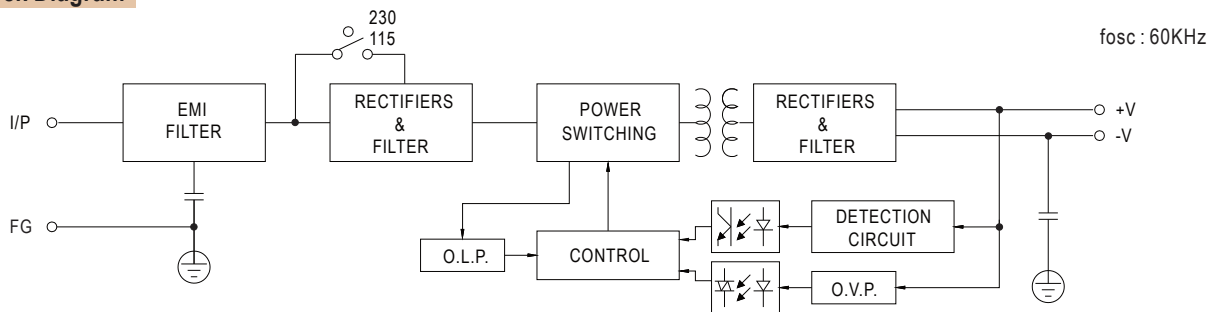 on Diagram
230
115
fosc : 60KHz
I/P
EMI
FILTER
RECTIFIERS
&
FILTER
POWER
SWITCHING
RECTIFIERS
&
FILTER
+V
-V
FG
O.L.P.
CONTROL
DETECTION
CIRCUIT
O.V.P.